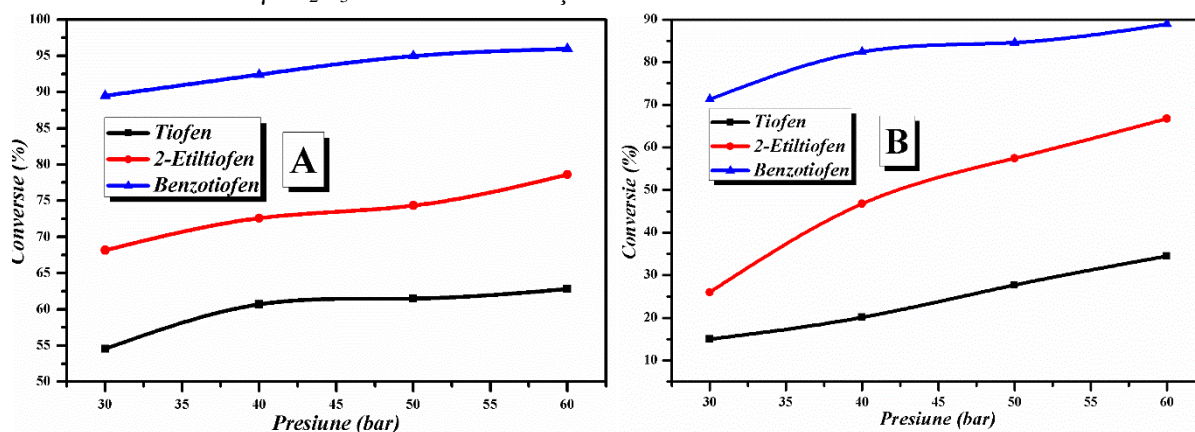 100
95
90
85
80
75
70
65
60
55
50
Conversie (%)
Tiofen
2-Etiltiofen
Benzotiofen
A
30 35 40 45 50 55 60
Presiune (bar)
90
80
70
60
50
40
30
20
10
Conversie (%)
Tiofen
2-Etiltiofen
Benzotiofen
B
30 35 40 45 50 55 60
Presiune (bar)